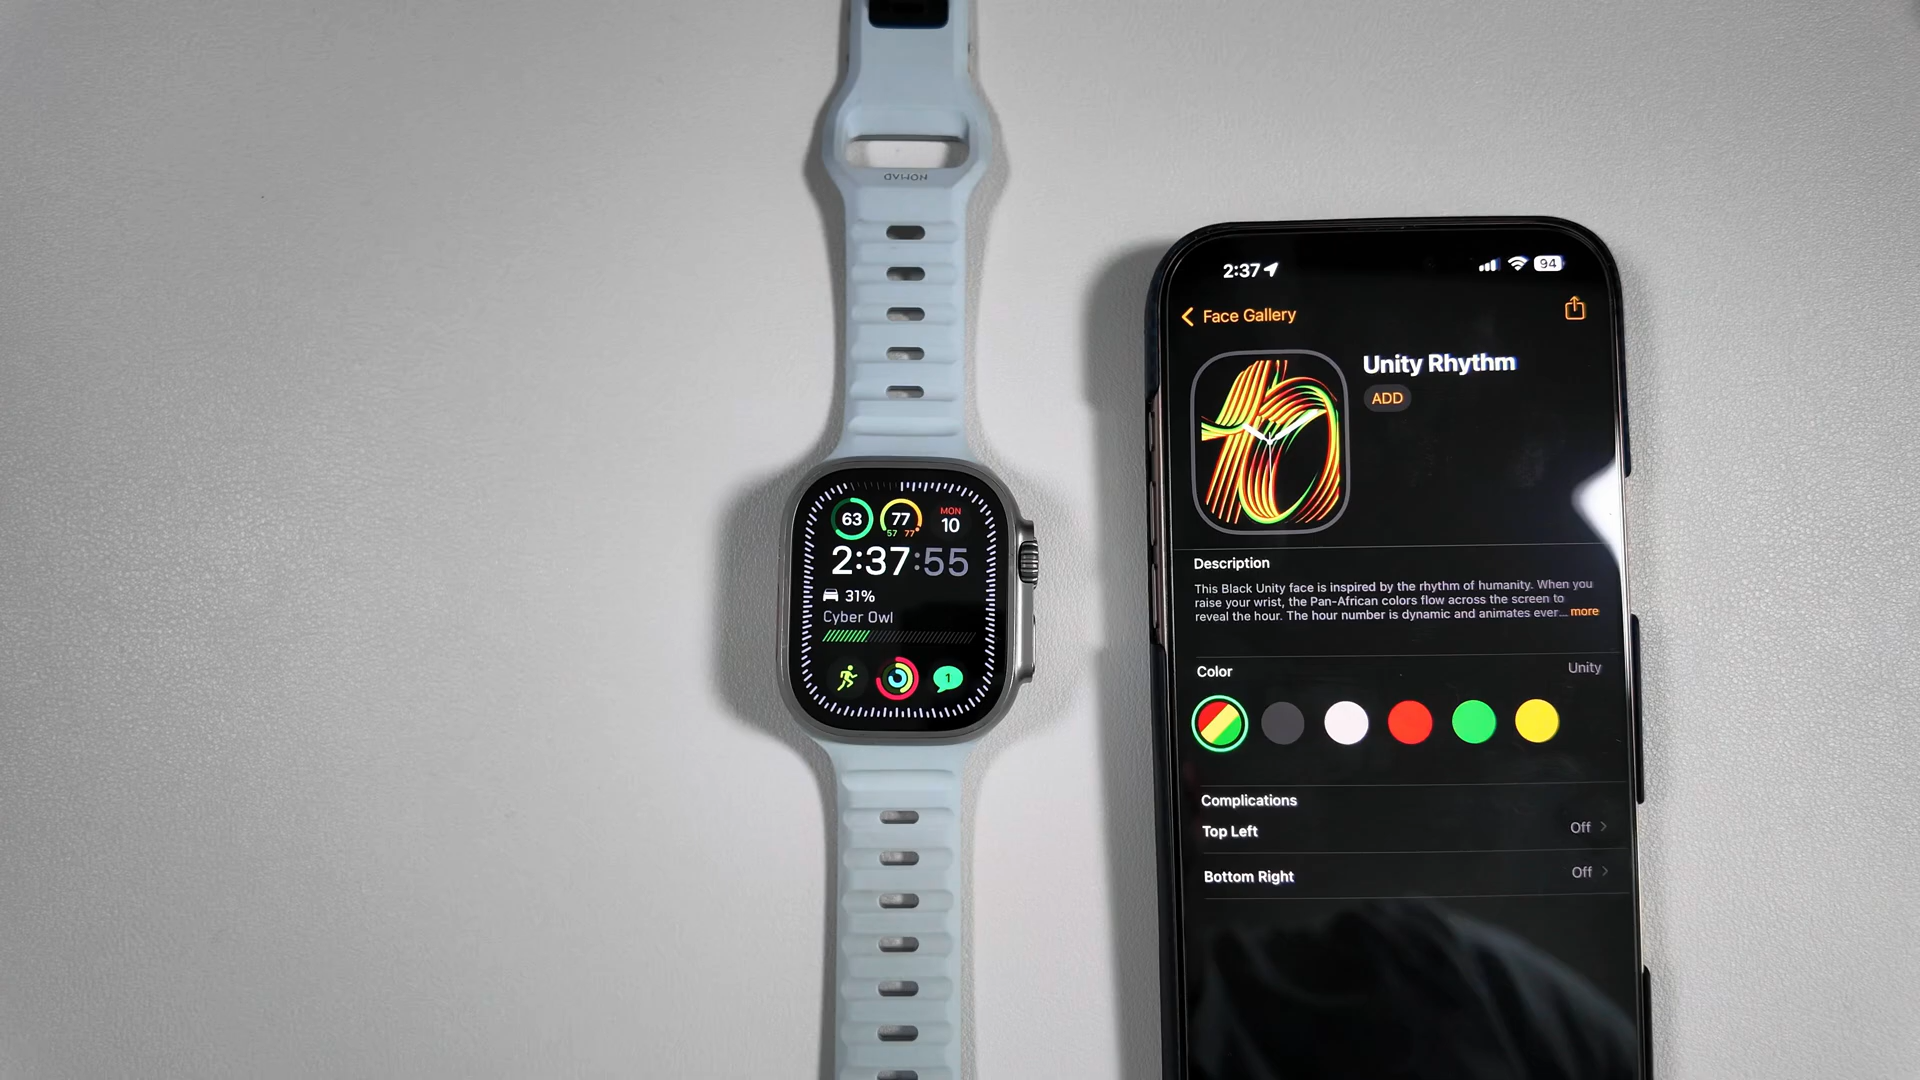 NOMAD
63
77
57 77
MON
10
2:37:55
31%
Cyber Owl
1
2:37
94
Face Gallery
Unity Rhythm
ADD
10
Description
This Black Unity face is inspired by the rhythm of humanity. When you
raise your wrist, the Pan-African colors flow across the screen to
reveal the hour. The hour number is dynamic and animates ever... more
Color
Unity
Complications
Top Left
Off
Bottom Right
Off